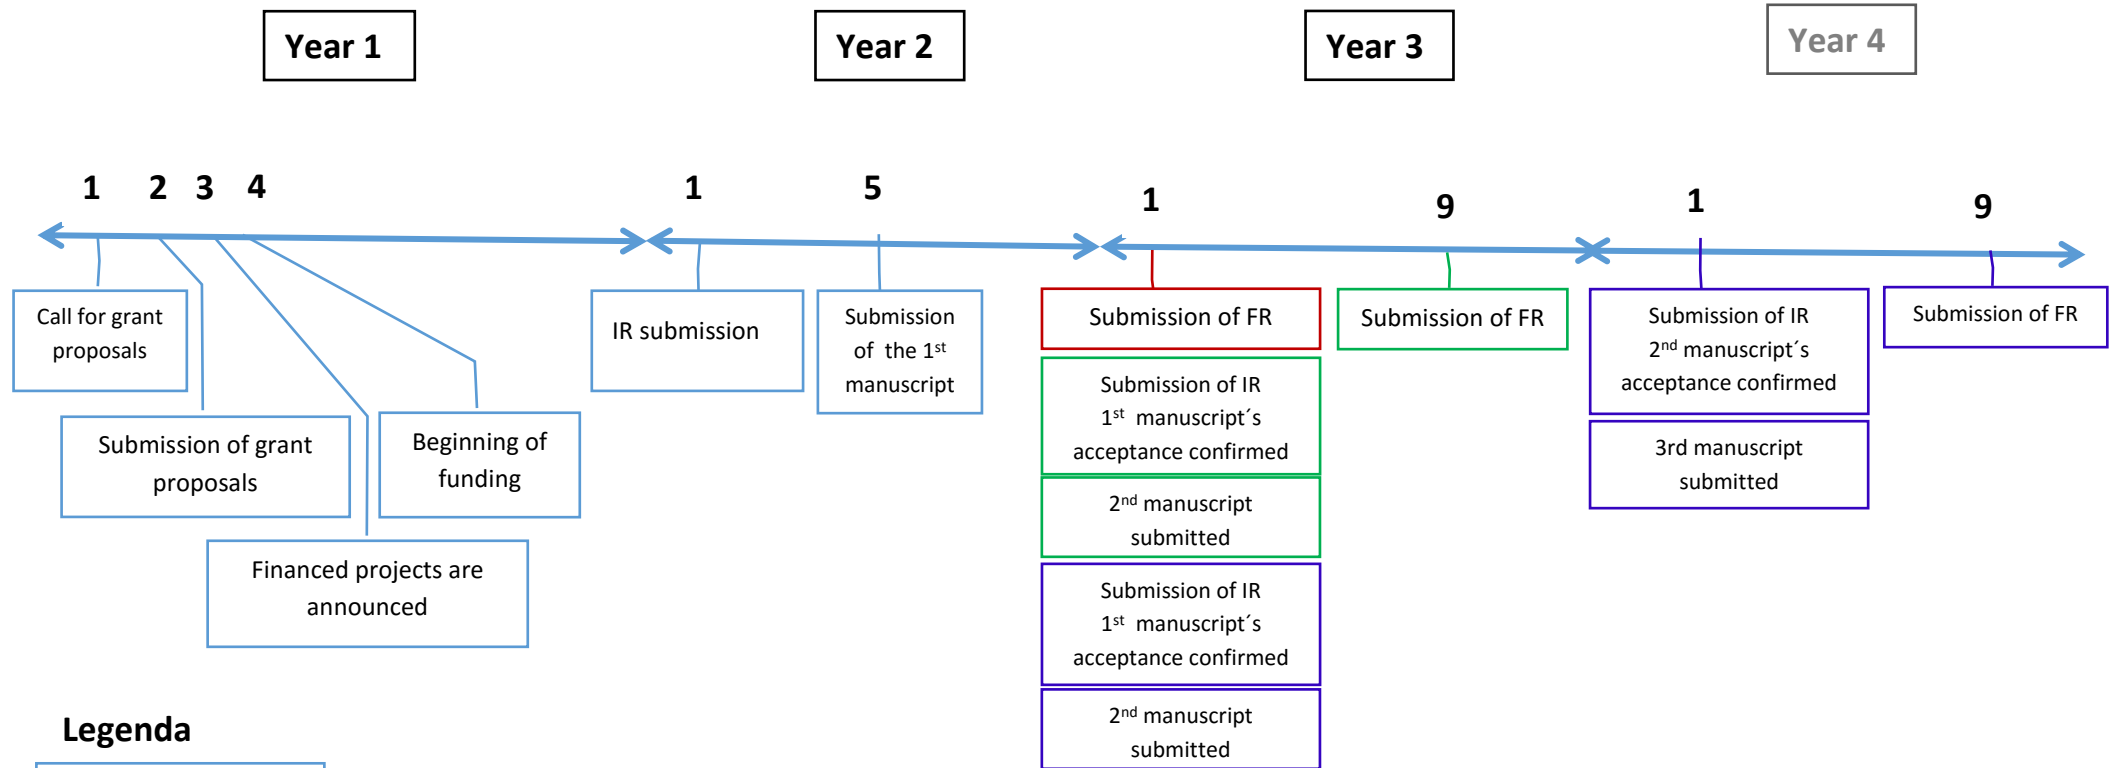 Year 1
Year 2
Year 3
Year 4
1 2 3 4
1 5
1 9
1 9
Call for grant
proposals
Submission of grant
proposals
Financed projects are
announced
Beginning of
funding
IR submission
Submission
of the 1st
manuscript
Submission of FR
Submission of IR
1st manuscript´s
acceptance confirmed
2nd manuscript
submitted
Submission of IR
1st manuscript´s
acceptance confirmed
2nd manuscript
submitted
Submission of FR
Submission of IR
2nd manuscript´s
acceptance confirmed
3rd manuscript
submitted
Submission of FR
Legenda